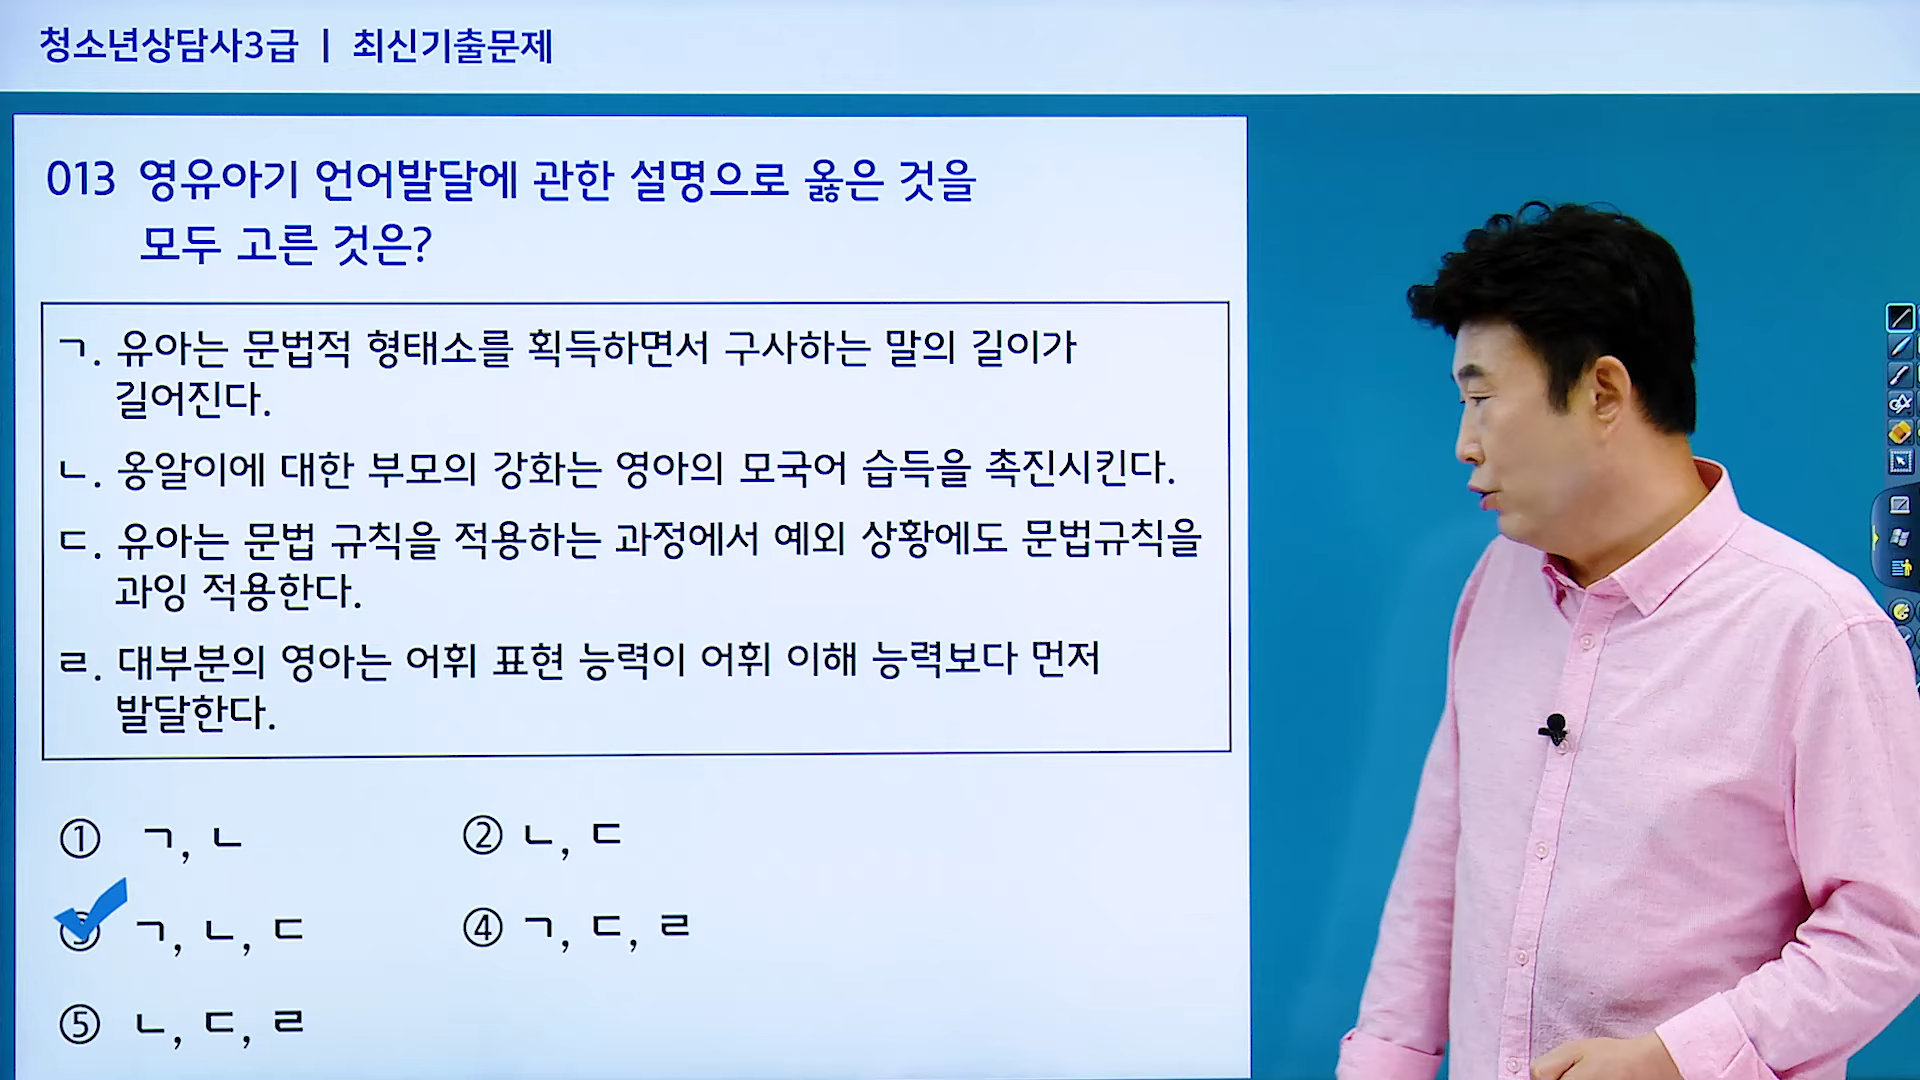 청소년상담사3급 | 최신기출문제
013 영유아기 언어발달에 관한 설명으로 옳은 것을
모두 고른 것은?
ㄱ. 유아는 문법적 형태소를 획득하면서 구사하는 말의 길이가
길어진다.
ㄴ. 옹알이에 대한 부모의 강화는 영아의 모국어 습득을 촉진시킨다.
ㄷ. 유아는 문법 규칙을 적용하는 과정에서 예외 상황에도 문법규칙을
과잉 적용한다.
ㄹ. 대부분의 영아는 어휘 표현 능력이 어휘 이해 능력보다 먼저
발달한다.
① ㄱ, ㄴ ② ㄴ, ㄷ
③ ㄱ, ㄴ, ㄷ ④ ㄱ, ㄷ, ㄹ
⑤ ㄴ, ㄷ, ㄹ